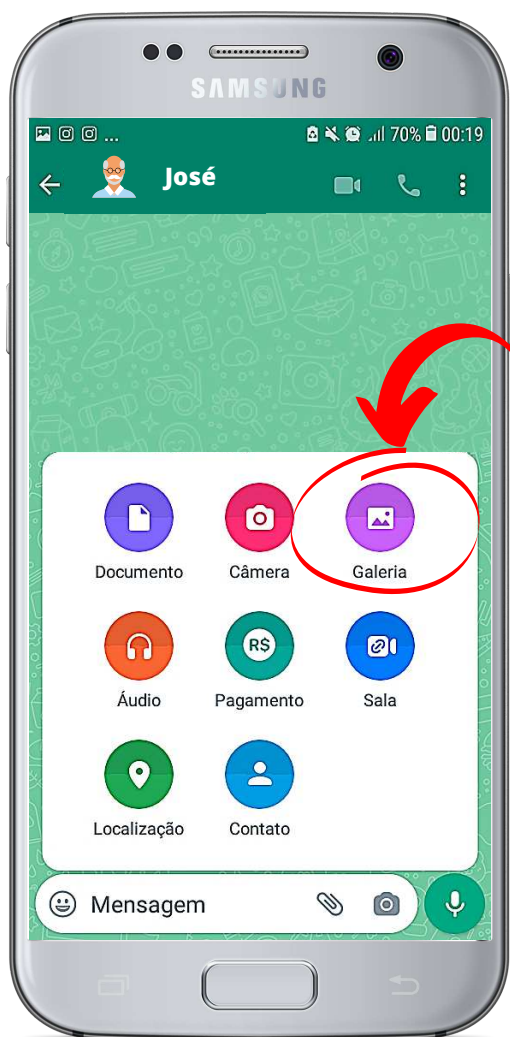 SAMSUNG
... 70% 00:19
José
Documento Câmera Galeria
R$
Áudio Pagamento Sala
Localização Contato
Mensagem